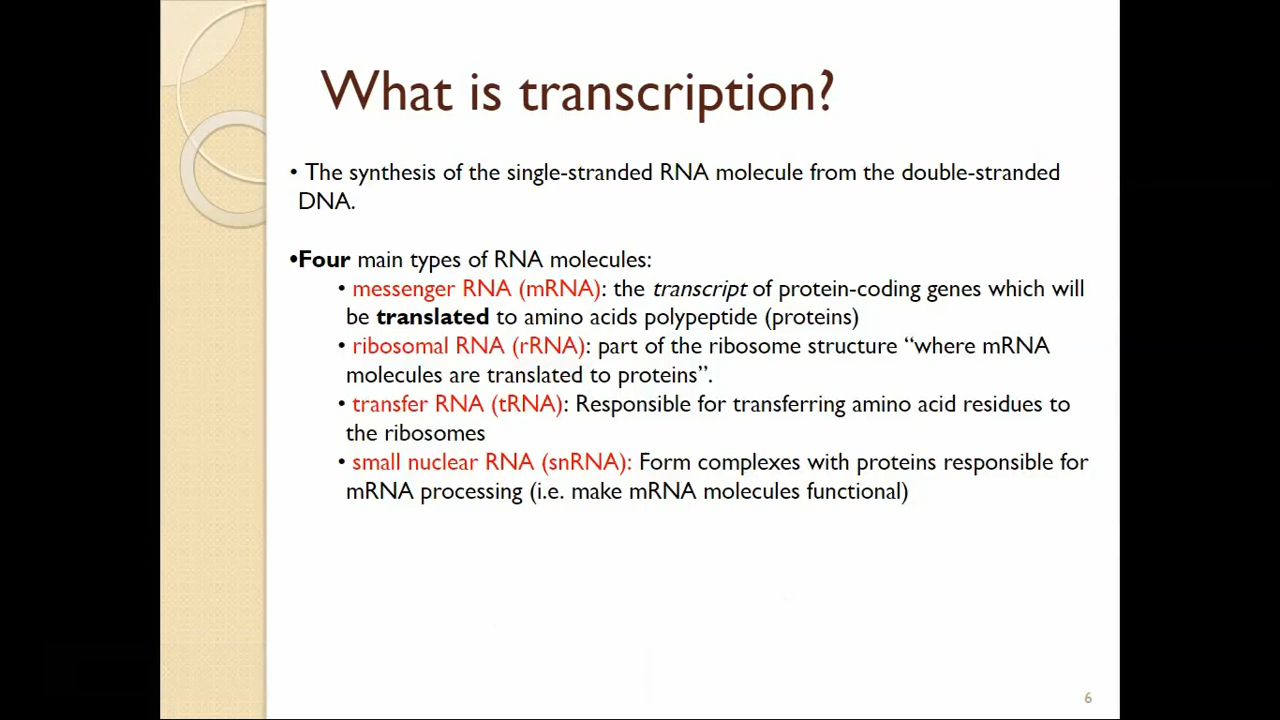 What is transcription?
• The synthesis of the single-stranded RNA molecule from the double-stranded
DNA.
•Four main types of RNA molecules:
• messenger RNA (mRNA): the transcript of protein-coding genes which will
be translated to amino acids polypeptide (proteins)
• ribosomal RNA (rRNA): part of the ribosome structure “where mRNA
molecules are translated to proteins”.
• transfer RNA (tRNA): Responsible for transferring amino acid residues to
the ribosomes
• small nuclear RNA (snRNA): Form complexes with proteins responsible for
mRNA processing (i.e. make mRNA molecules functional)
6